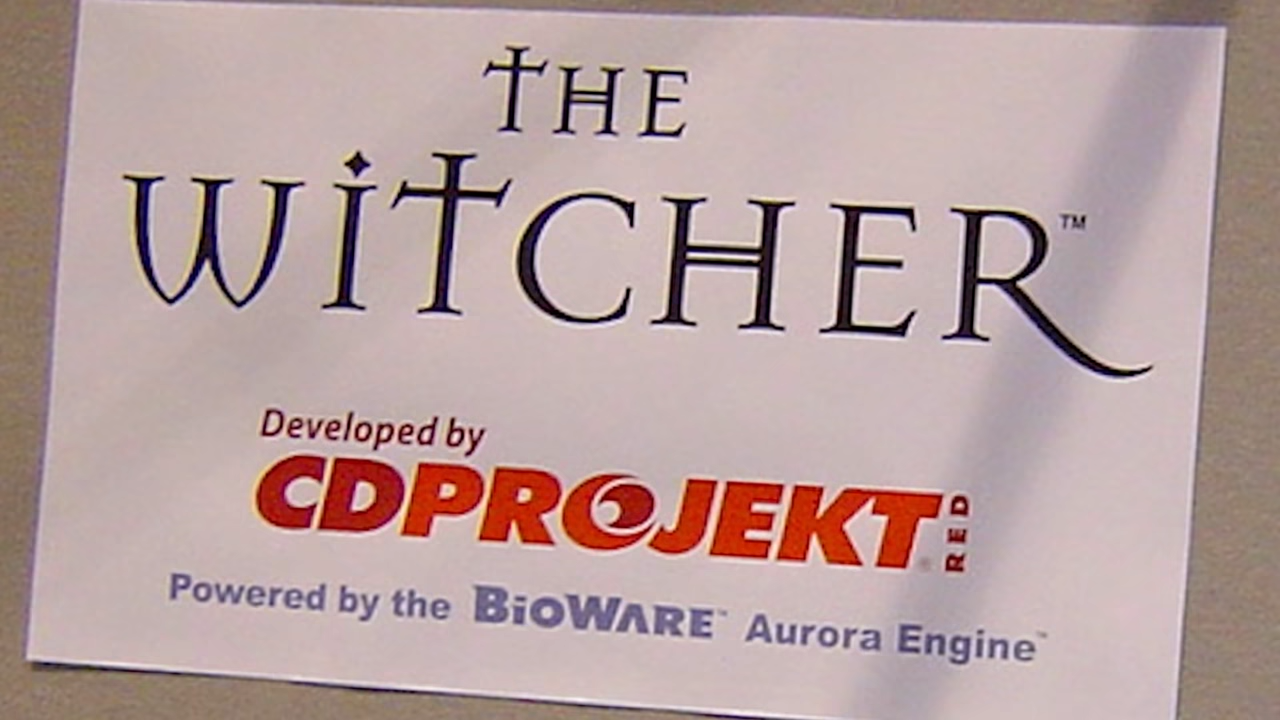 THE
WiTCHER™
Developed by
CDPROJEKT® RED
Powered by the BIOWARE™ Aurora Engine™